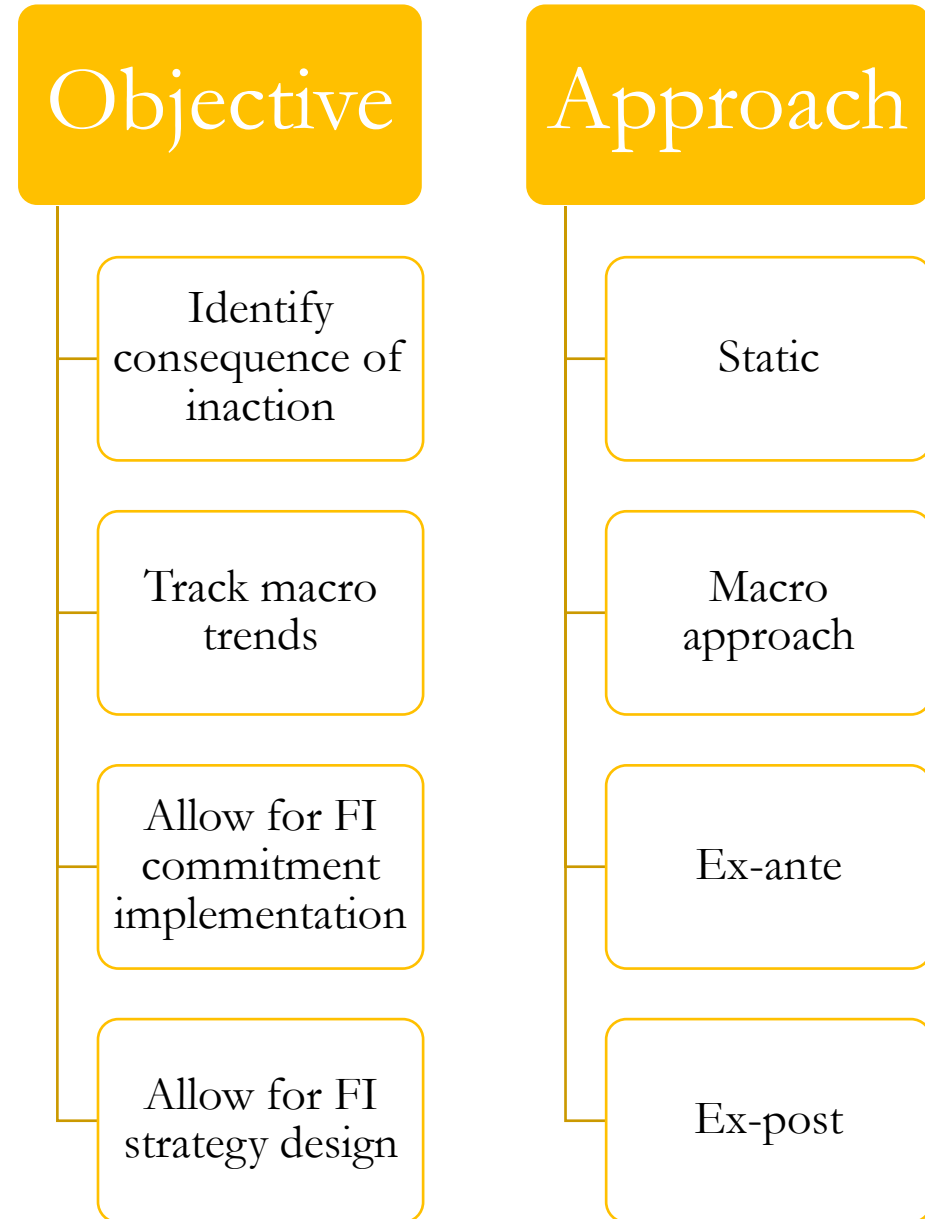 Objective
Identify
consequence of
inaction
Track macro
trends
Allow for FI
commitment
implementation
Allow for FI
strategy design
Approach
Static
Macro
approach
Ex-ante
Ex-post